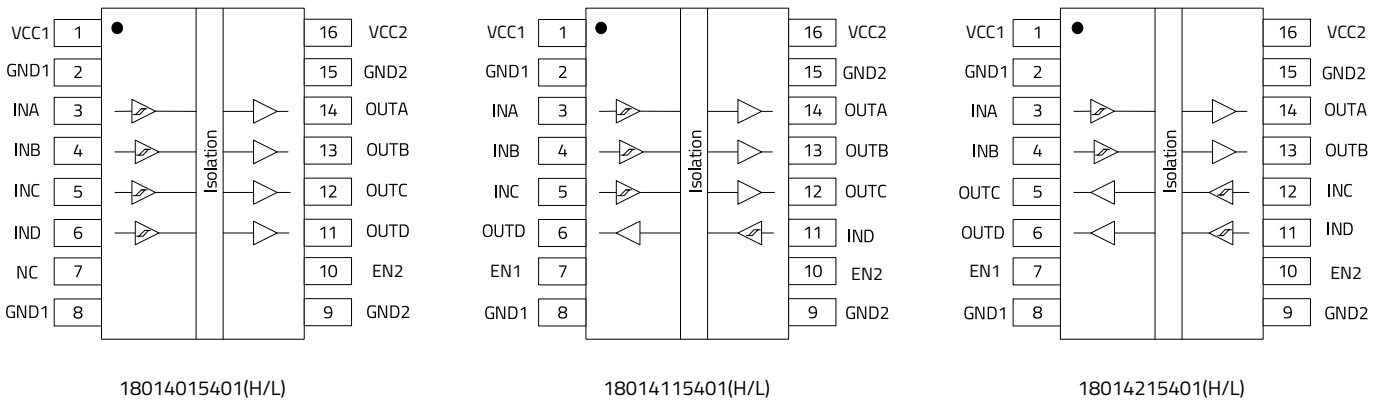 VCC1 1 16 VCC2
GND1 2 15 GND2
INA 3 14 OUTA
INB 4 13 OUTB
INC 5 12 OUTC
IND 6 11 OUTD
NC 7 10 EN2
GND1 8 9 GND2
Isolation
18014015401(H/L)
VCC1 1 16 VCC2
GND1 2 15 GND2
INA 3 14 OUTA
INB 4 13 OUTB
INC 5 12 OUTC
OUTD 6 11 IND
EN1 7 10 EN2
GND1 8 9 GND2
Isolation
18014115401(H/L)
VCC1 1 16 VCC2
GND1 2 15 GND2
INA 3 14 OUTA
INB 4 13 OUTB
OUTC 5 12 INC
OUTD 6 11 IND
EN1 7 10 EN2
GND1 8 9 GND2
Isolation
18014215401(H/L)